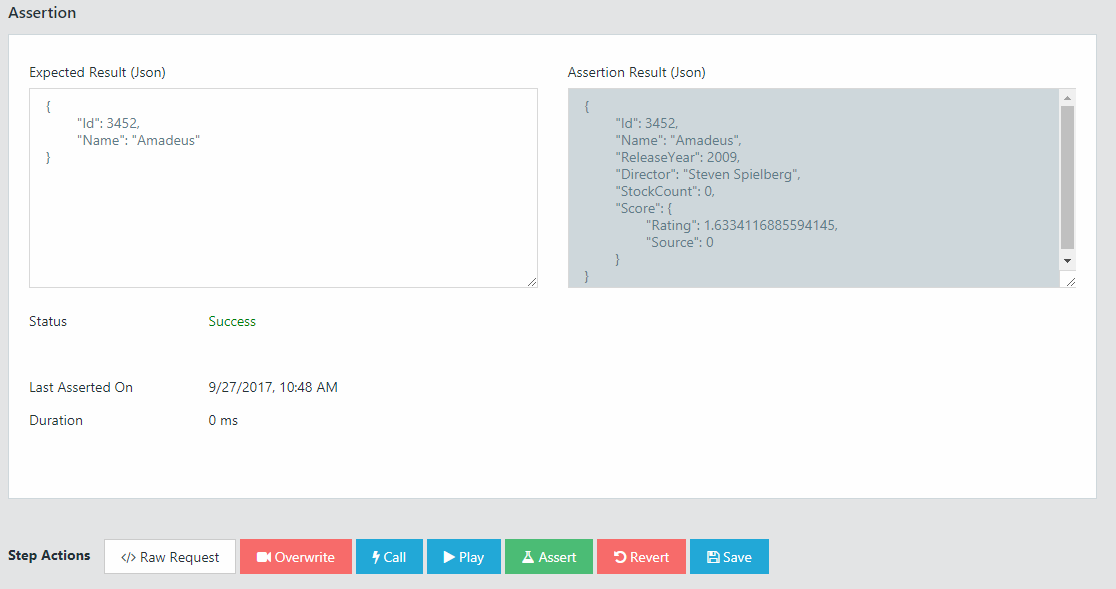 Assertion
Expected Result (Json)
{
"Id": 3452,
"Name": "Amadeus"
}
Assertion Result (Json)
{
"Id": 3452,
"Name": "Amadeus",
"ReleaseYear": 2009,
"Director": "Steven Spielberg",
"StockCount": 0,
"Score": {
"Rating": 1.6334116885594145,
"Source": 0
}
}
Status Success
Last Asserted On 9/27/2017, 10:48 AM
Duration 0 ms
Step Actions </> Raw Request Overwrite Call Play Assert Revert Save